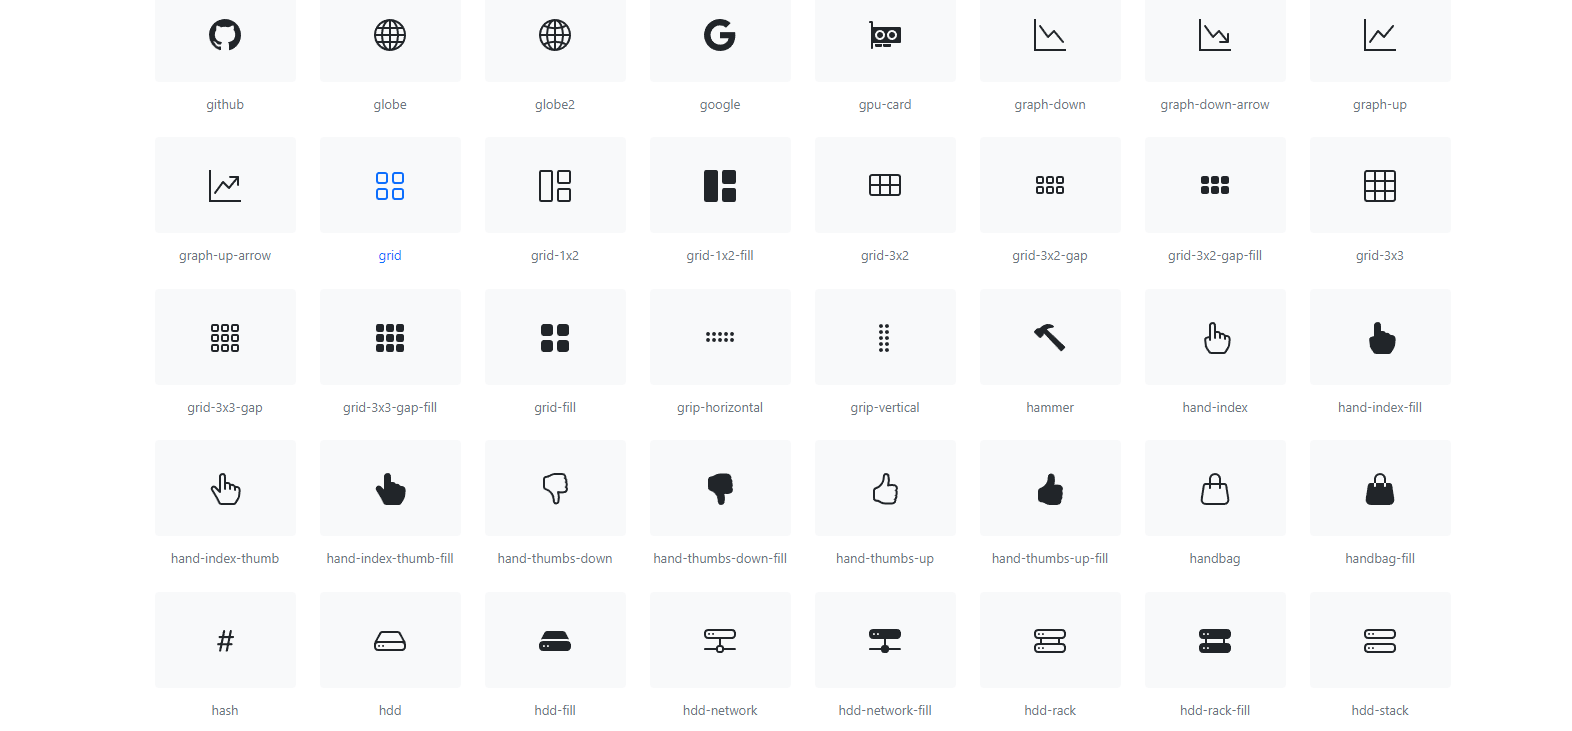 github globe globe2 google gpu-card graph-down graph-down-arrow graph-up
graph-up-arrow grid grid-1x2 grid-1x2-fill grid-3x2 grid-3x2-gap grid-3x2-gap-fill grid-3x3
grid-3x3-gap grid-3x3-gap-fill grid-fill grip-horizontal grip-vertical hammer hand-index hand-index-fill
hand-index-thumb hand-index-thumb-fill hand-thumbs-down hand-thumbs-down-fill hand-thumbs-up hand-thumbs-up-fill handbag handbag-fill
hash hdd hdd-fill hdd-network hdd-network-fill hdd-rack hdd-rack-fill hdd-stack